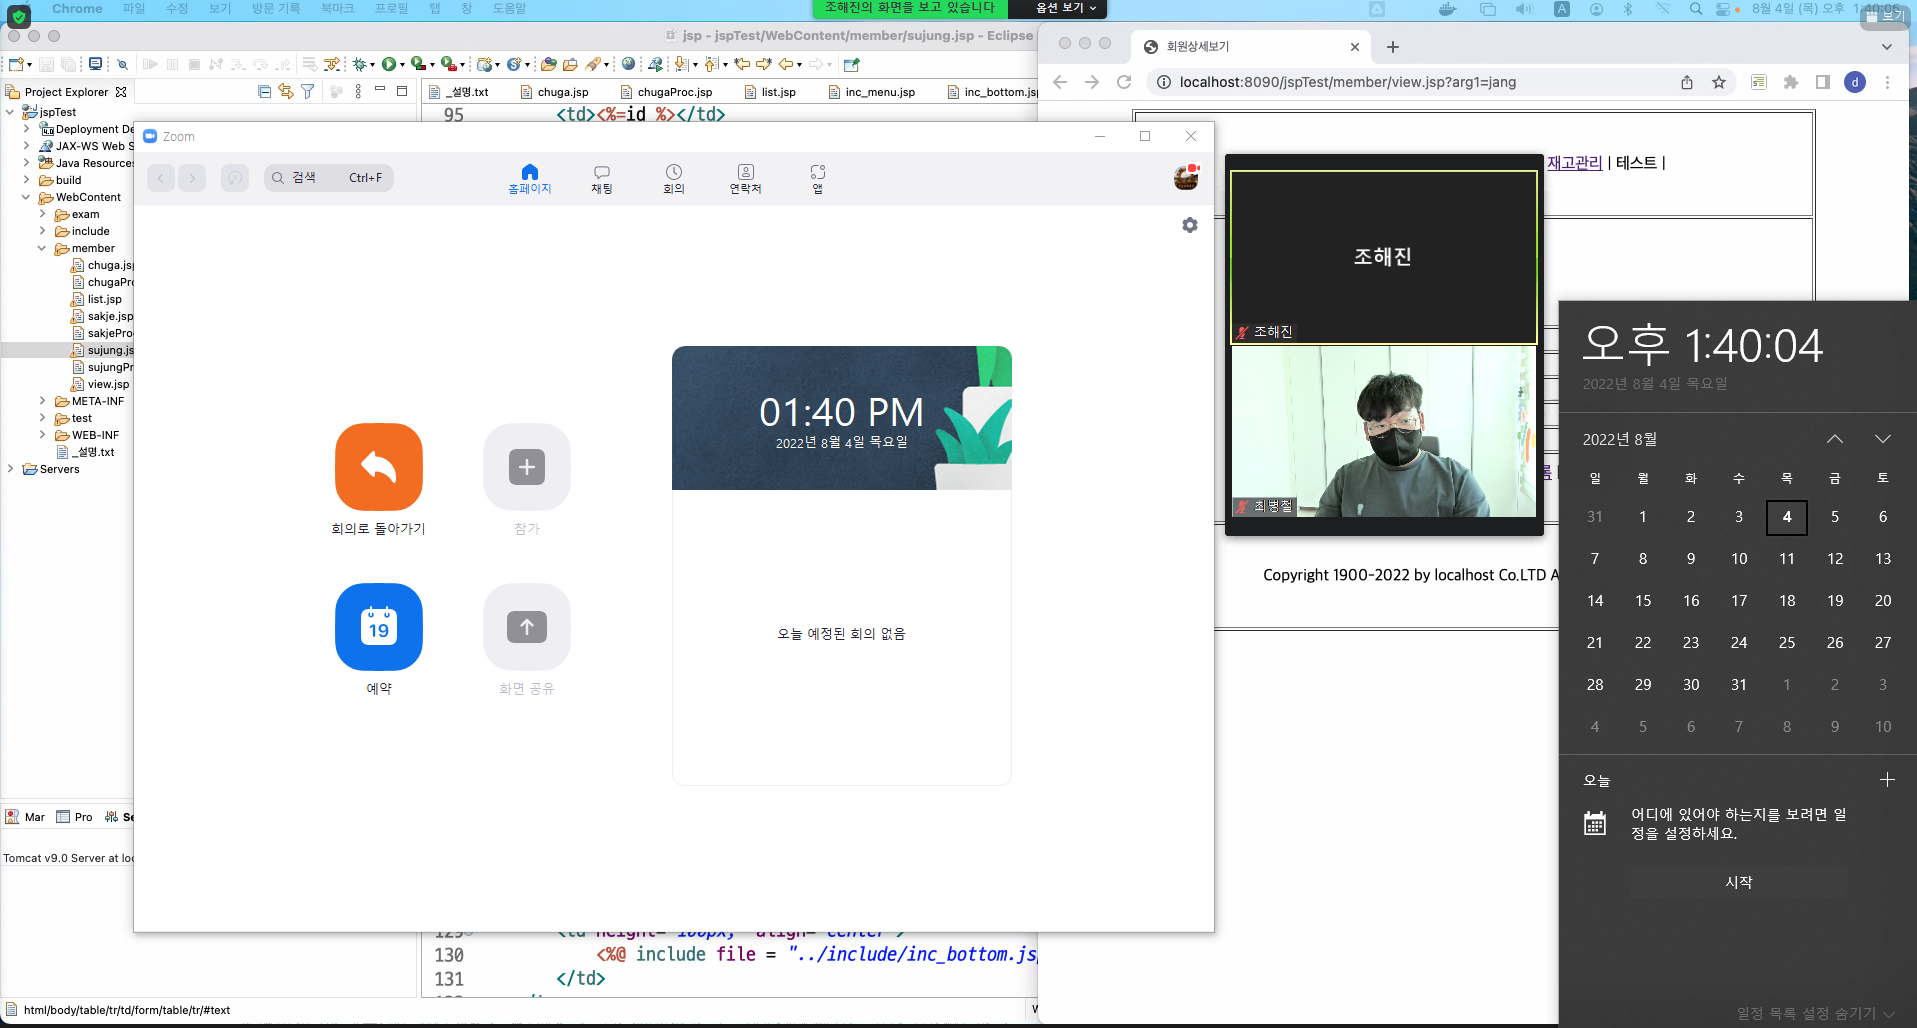 Chrome 파일 수정 보기 방문 기록 북마크 프로필 탭 창 도움말
조해진의 화면을 보고 있습니다 옵션 보기
8월 4일 (목) 오후 1:40:05
보기
jsp - jspTest/WebContent/member/sujung.jsp - Eclipse
Project Explorer
jspTest
Deployment De
JAX-WS Web S
Java Resources
build
WebContent
exam
include
member
chuga.jsp
chugaPro
list.jsp
sakje.jsp
sakjePro
sujung.js
sujungPr
view.jsp
META-INF
test
WEB-INF
_설명.txt
Servers
Mar Pro Se
Tomcat v9.0 Server at loc
html/body/table/tr/td/form/table/tr/#text
_설명.txt chuga.jsp chugaProc.jsp list.jsp inc_menu.jsp inc_bottom.jsp
95 <td><%=id %></td>
130 <%@ include file = "../include/inc_bottom.jsp
131 </td>
Zoom
검색 Ctrl+F
홈페이지 채팅 회의 연락처 앱
회의로 돌아가기
참가
19
예약
화면 공유
01:40 PM
2022년 8월 4일 목요일
오늘 예정된 회의 없음
회원상세보기
localhost:8090/jspTest/member/view.jsp?arg1=jang
d
재고관리 | 테스트 |
조해진
조해진
최병철
Copyright 1900-2022 by localhost Co.LTD A
오후 1:40:04
2022년 8월 4일 목요일
2022년 8월
일 월 화 수 목 금 토
31 1 2 3 4 5 6
7 8 9 10 11 12 13
14 15 16 17 18 19 20
21 22 23 24 25 26 27
28 29 30 31 1 2 3
4 5 6 7 8 9 10
오늘
어디에 있어야 하는지를 보려면 일
정을 설정하세요.
시작
일정 목록 설정 숨기기